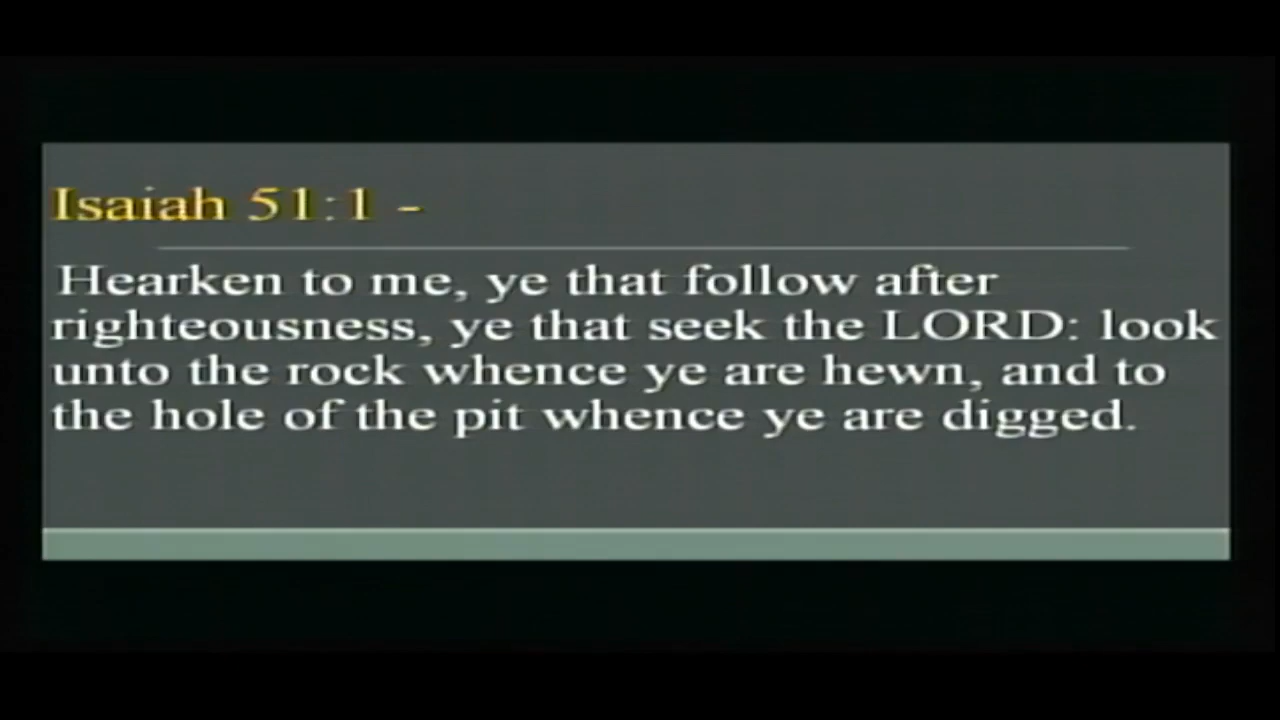 Isaiah 51:1 -
Hearken to me, ye that follow after
righteousness, ye that seek the LORD: look
unto the rock whence ye are hewn, and to
the hole of the pit whence ye are digged.